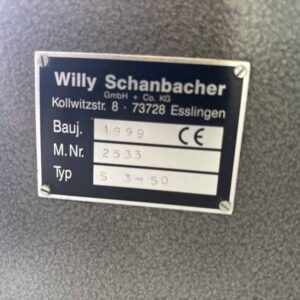 Willy Schanbacher
GmbH + Co. KG
Kollwitzstr. 8 · 73728 Esslingen
Bauj. 1999 CE
M.Nr. 2533
Typ S 3-50